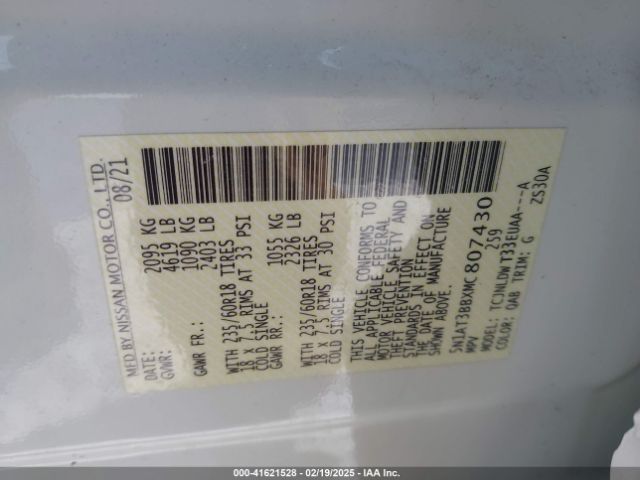 MFD BY NISSAN MOTOR CO., LTD.
08/21
DATE:
GVWR: 2095 KG
4619 LB
GAWR FR.: 1090 KG
2403 LB
WITH 235/60R18 TIRES
18 X 7.5 RIMS AT 33 PSI
COLD SINGLE
GAWR RR.: 1055 KG
2326 LB
WITH 235/60R18 TIRES
18 X 7.5 RIMS AT 30 PSI
COLD SINGLE
THIS VEHICLE CONFORMS TO
ALL APPLICABLE FEDERAL
MOTOR VEHICLE SAFETY AND
THEFT PREVENTION
STANDARDS IN EFFECT ON
THE DATE OF MANUFACTURE
SHOWN ABOVE.
5N1AT3BBXMC807430
MPV 259
TCJNLDWT33EUAA---A
COLOR: QAB TRIM: G ZS30A
000-41621528 - 02/19/2025 - IAA Inc.